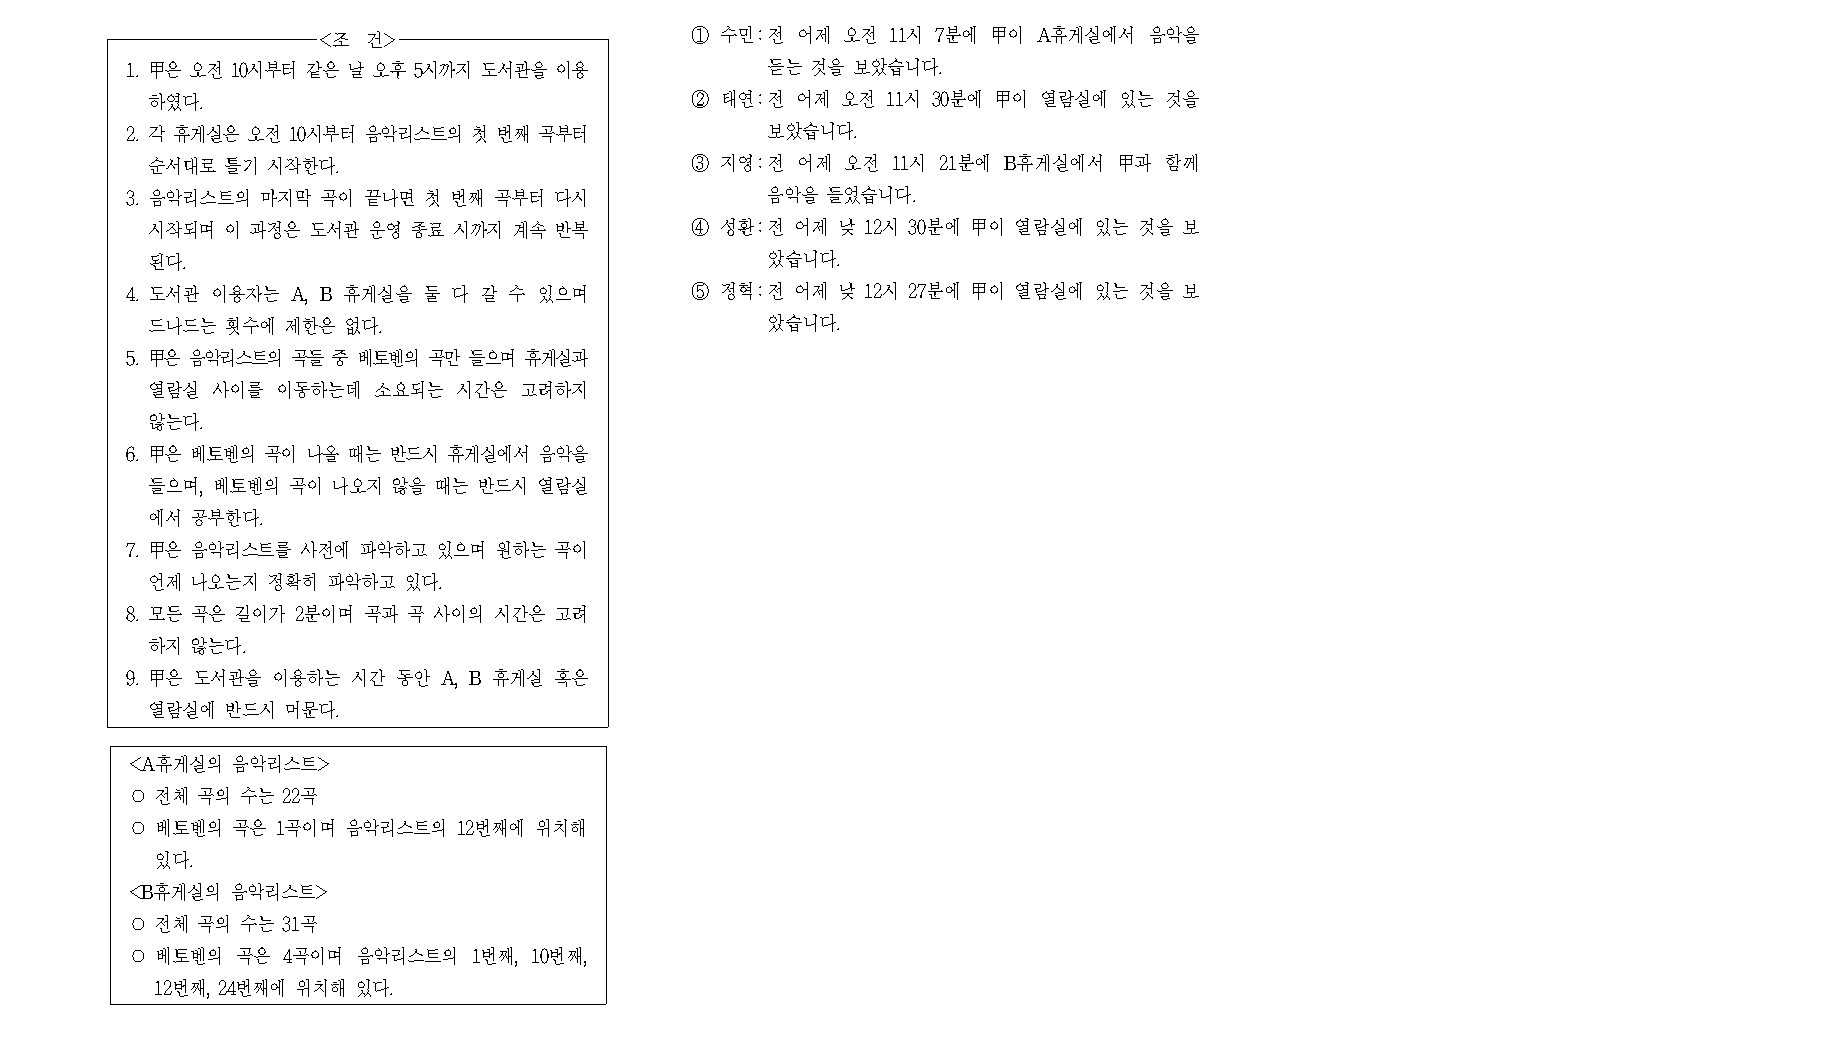 <조 건>
1. 甲은 오전 10시부터 같은 날 오후 5시까지 도서관을 이용
하였다.
2. 각 휴게실은 오전 10시부터 음악리스트의 첫 번째 곡부터
순서대로 틀기 시작한다.
3. 음악리스트의 마지막 곡이 끝나면 첫 번째 곡부터 다시
시작되며 이 과정은 도서관 운영 종료 시까지 계속 반복
된다.
4. 도서관 이용자는 A, B 휴게실을 둘 다 갈 수 있으며
드나드는 횟수에 제한은 없다.
5. 甲은 음악리스트의 곡들 중 베토벤의 곡만 들으며 휴게실과
열람실 사이를 이동하는데 소요되는 시간은 고려하지
않는다.
6. 甲은 베토벤의 곡이 나올 때는 반드시 휴게실에서 음악을
들으며, 베토벤의 곡이 나오지 않을 때는 반드시 열람실
에서 공부한다.
7. 甲은 음악리스트를 사전에 파악하고 있으며 원하는 곡이
언제 나오는지 정확히 파악하고 있다.
8. 모든 곡은 길이가 2분이며 곡과 곡 사이의 시간은 고려
하지 않는다.
9. 甲은 도서관을 이용하는 시간 동안 A, B 휴게실 혹은
열람실에 반드시 머문다.
<A휴게실의 음악리스트>
○ 전체 곡의 수는 22곡
○ 베토벤의 곡은 1곡이며 음악리스트의 12번째에 위치해
있다.
<B휴게실의 음악리스트>
○ 전체 곡의 수는 31곡
○ 베토벤의 곡은 4곡이며 음악리스트의 1번째, 10번째,
12번째, 24번째에 위치해 있다.
① 수민: 전 어제 오전 11시 7분에 甲이 A휴게실에서 음악을
듣는 것을 보았습니다.
② 태연: 전 어제 오전 11시 30분에 甲이 열람실에 있는 것을
보았습니다.
③ 지영: 전 어제 오전 11시 21분에 B휴게실에서 甲과 함께
음악을 들었습니다.
④ 성환: 전 어제 낮 12시 30분에 甲이 열람실에 있는 것을 보
았습니다.
⑤ 정혁: 전 어제 낮 12시 27분에 甲이 열람실에 있는 것을 보
았습니다.